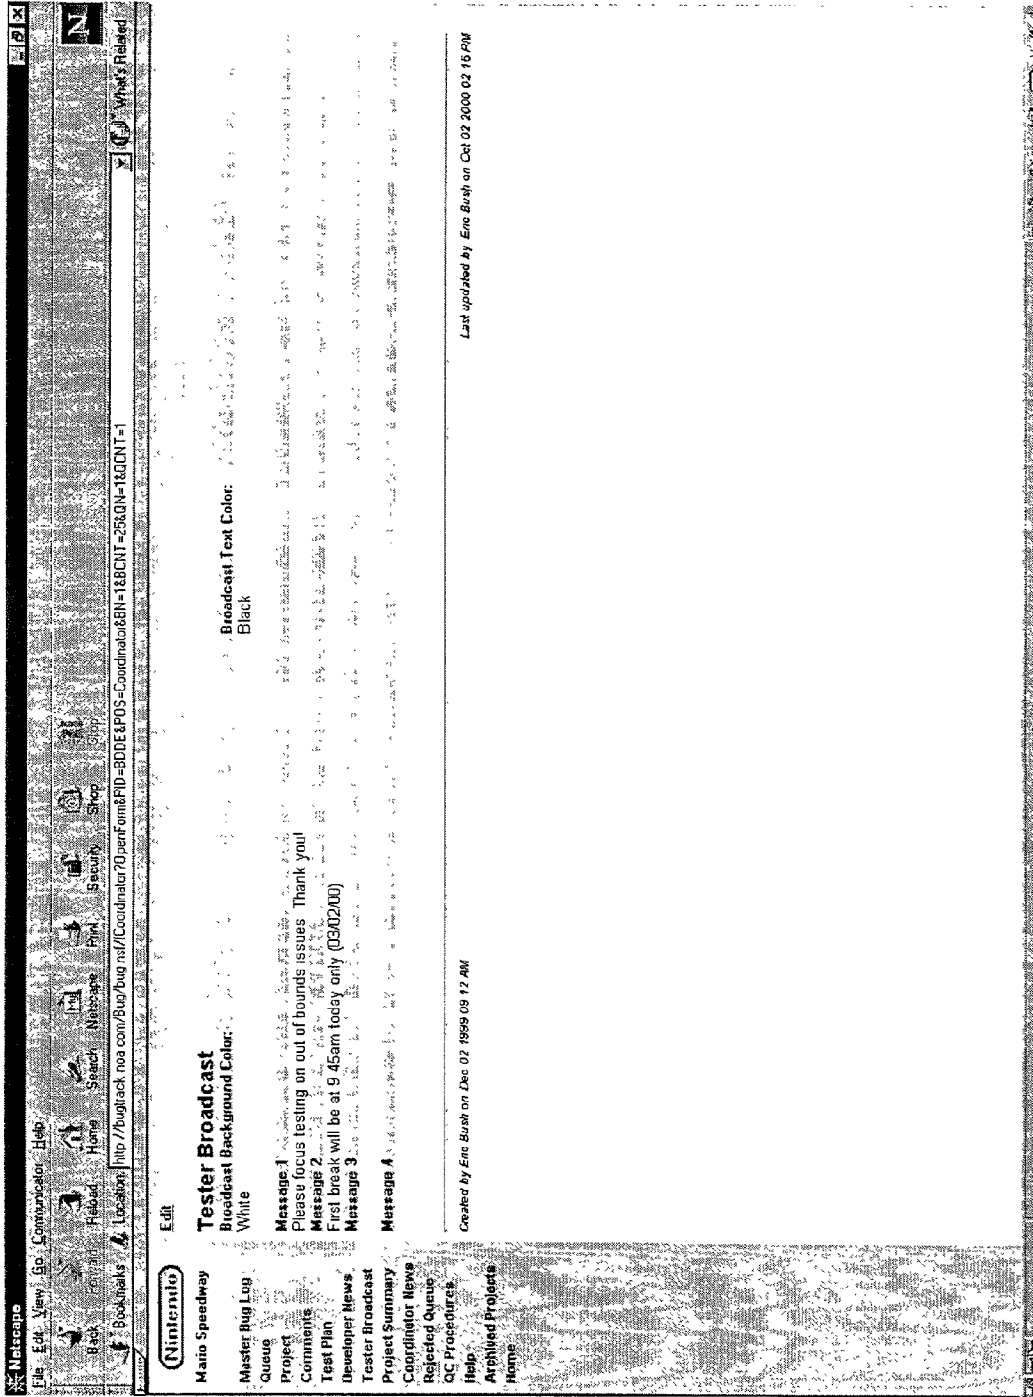 Netscape
File Edit View Go Communicator Help
Back Forward Reload Home Search Netscape Print Security Shop Stop
Bookmarks Location: http //bugtrack noa com/Bug/bug nsf/ICoordinator?OpenForm&PID=BDDE&POS=Coordinator&BN=1&BCNT=25&QN=1&QCNT=1 What's Related
Nintendo
Mario Speedway
Master Bug Log
Queue
Project
Comments
Test Plan
Developer News
Tester Broadcast
Project Summary
Coordinator News
Rejected Queue
QC Procedures
Help
Archived Projects
Home
Edit
Tester Broadcast
Broadcast Background Color: Broadcast Text Color:
White Black
Message 1
Please focus testing on out of bounds issues Thank you!
Message 2
First break will be at 9 45am today only (03/02/00)
Message 3
Message 4
Created by Eric Bush on Dec 02 1999 09 12 AM Last updated by Eric Bush on Oct 02 2000 02 16 PM